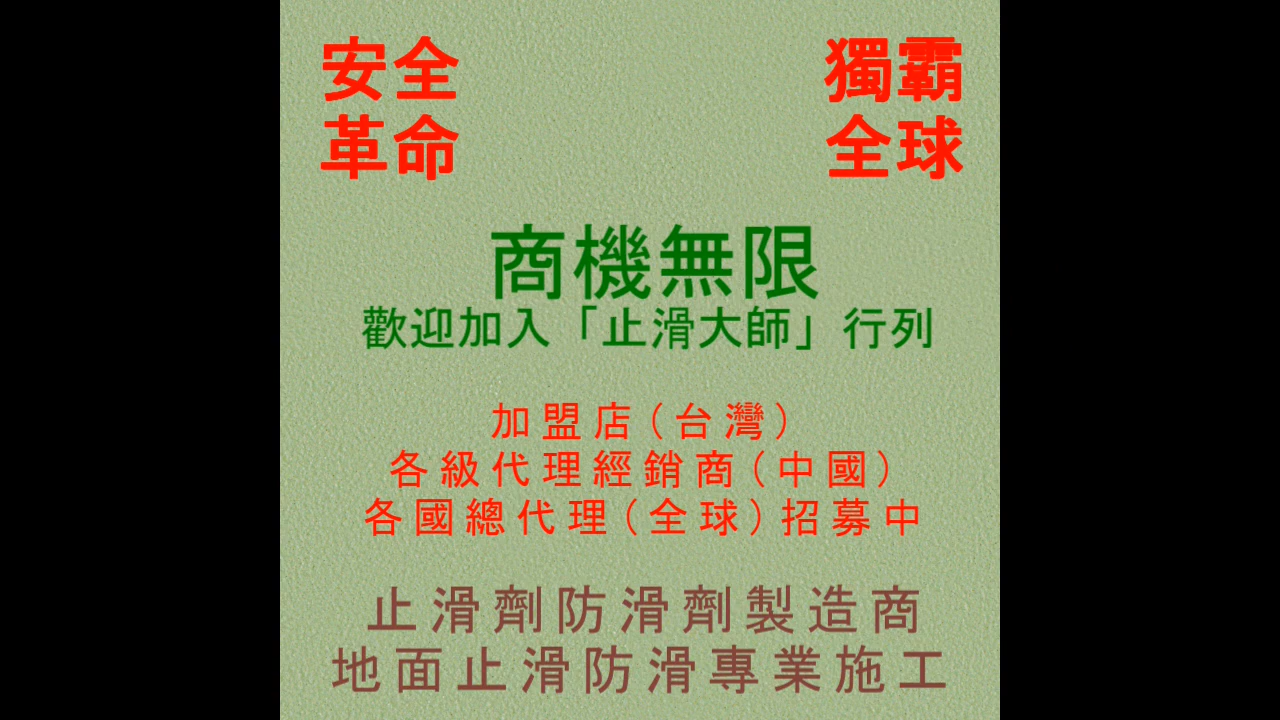 安全
革命
獨霸
全球
商機無限
歡迎加入「止滑大師」行列
加盟店(台灣)
各級代理經銷商(中國)
各國總代理(全球)招募中
止滑劑防滑劑製造商
地面止滑防滑專業施工